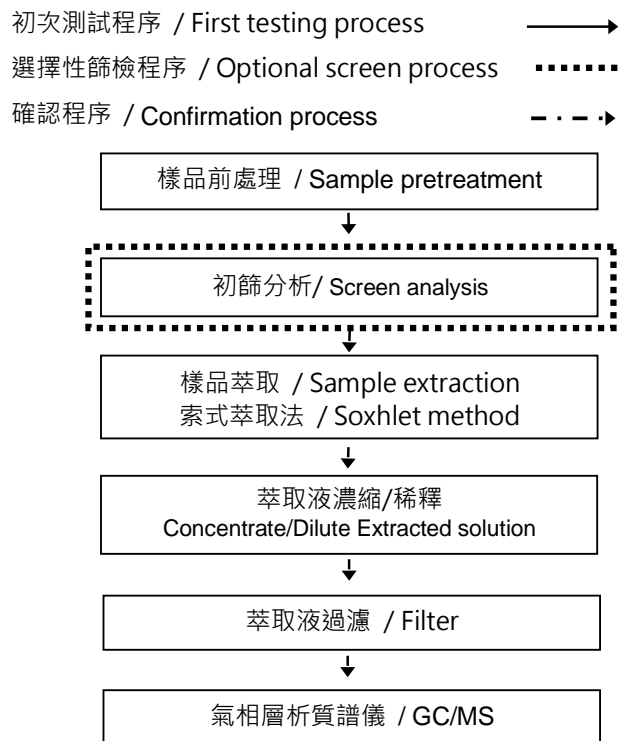 初次測試程序 / First testing process
選擇性篩檢程序 / Optional screen process
確認程序 / Confirmation process
樣品前處理 / Sample pretreatment
初篩分析/ Screen analysis
樣品萃取 / Sample extraction
索式萃取法 / Soxhlet method
萃取液濃縮/稀釋
Concentrate/Dilute Extracted solution
萃取液過濾 / Filter
氣相層析質譜儀 / GC/MS